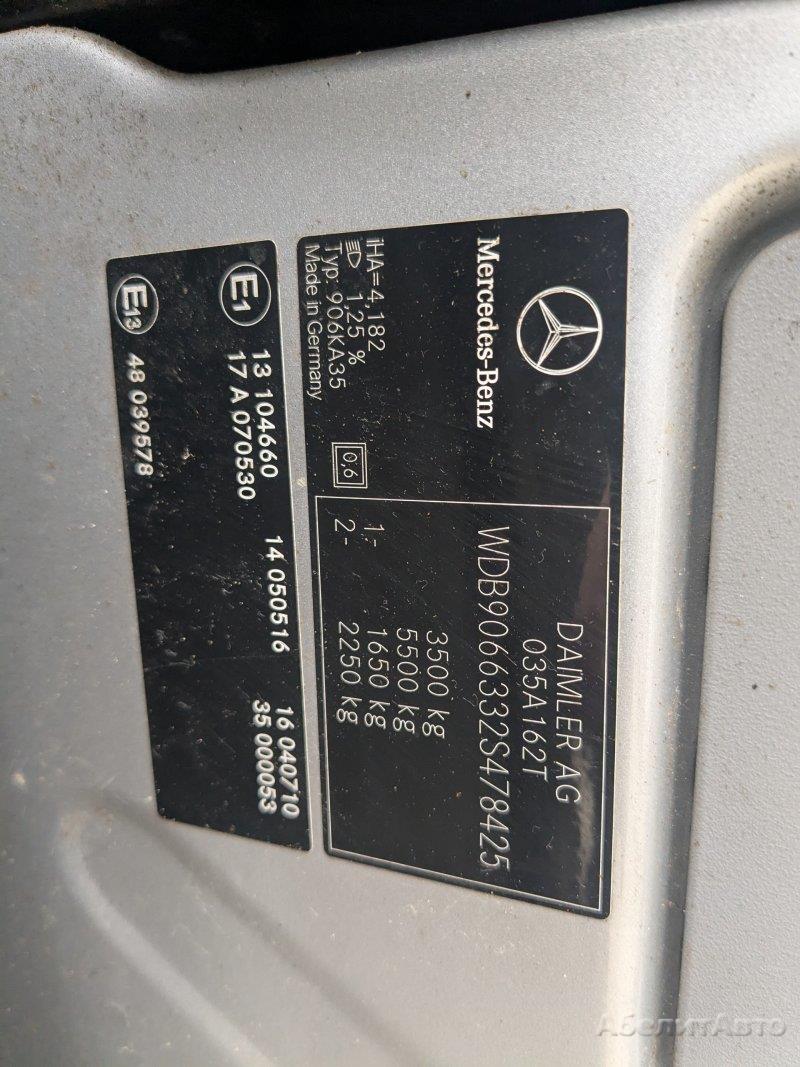 Mercedes-Benz
iHA=4,182
1,25 %
Typ: 906KA35
Made in Germany
0,6
DAIMLER AG
035A162T
WDB9066332S478425
3500 kg
5500 kg
1- 1650 kg
2- 2250 kg
E1 13 104660 14 050516 16 040710
17 A 070530 35 000053
E13 48 039578
АбелитАвто